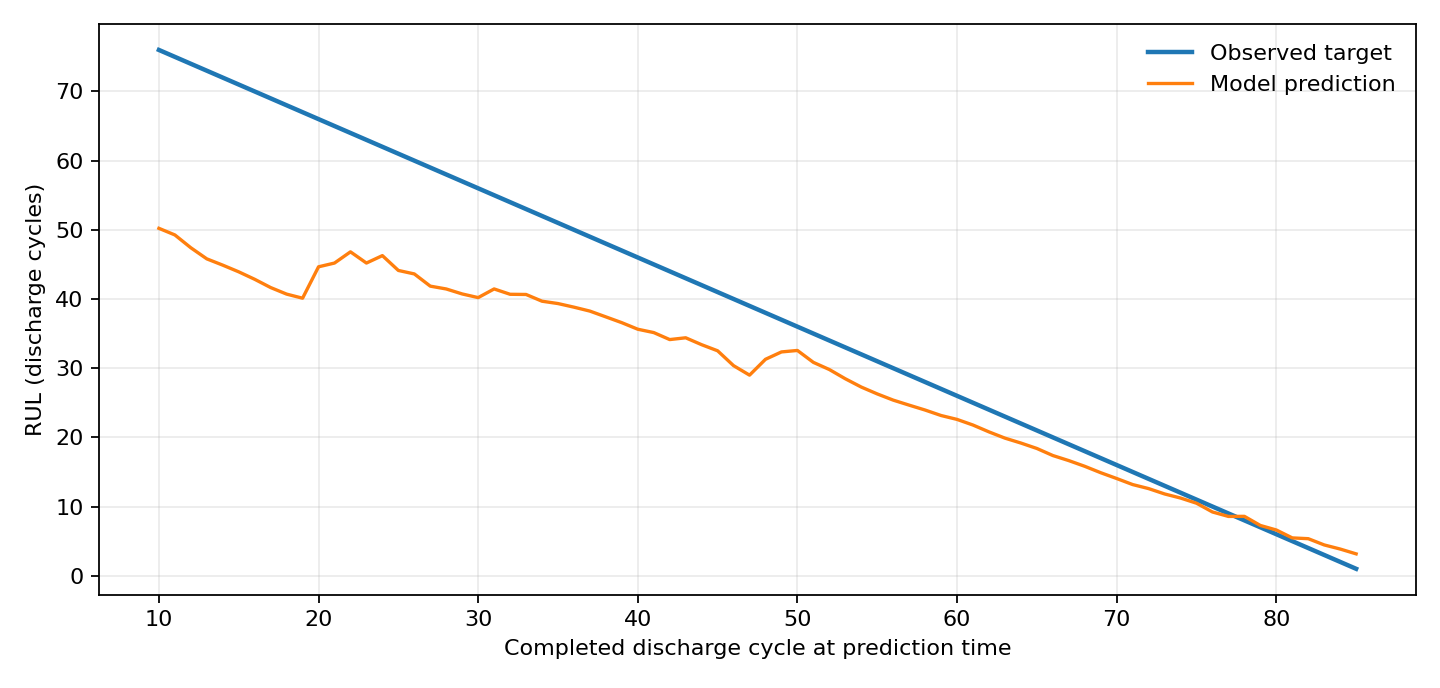 Observed target
Model prediction
RUL (discharge cycles)
70
60
50
40
30
20
10
0
10 20 30 40 50 60 70 80
Completed discharge cycle at prediction time